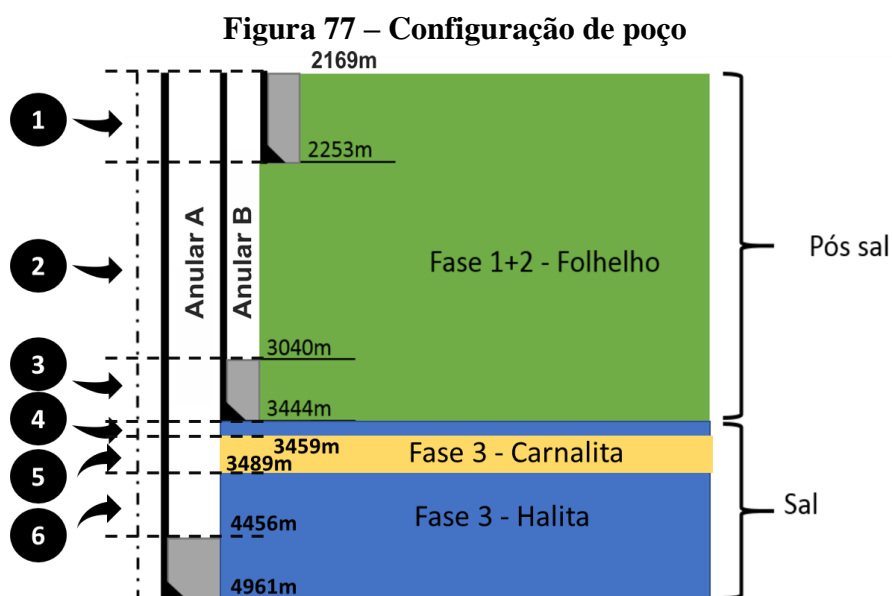 Figura 77 – Configuração de poço
2169m
1
2253m
Anular A
Anular B
2
Fase 1+2 - Folhelho
Pós sal
3040m
3
3444m
4
3459m
Fase 3 - Carnalita
3489m
5
Sal
6
4456m
Fase 3 - Halita
4961m